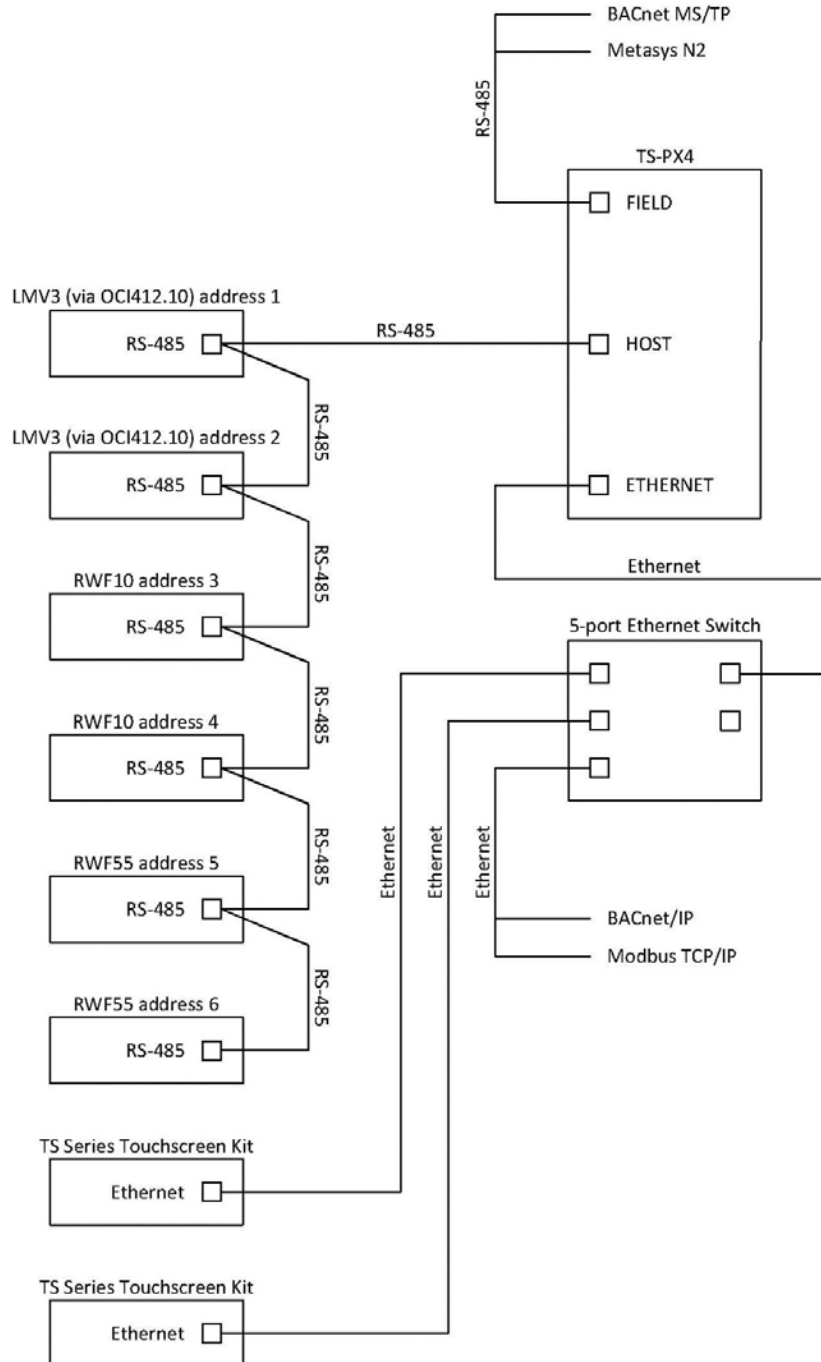 BACnet MS/TP
Metasys N2
RS-485
TS-PX4
FIELD
LMV3 (via OCI412.10) address 1
RS-485
RS-485
HOST
RS-485
LMV3 (via OCI412.10) address 2
RS-485
ETHERNET
RS-485
Ethernet
RWF10 address 3
RS-485
5-port Ethernet Switch
RS-485
RWF10 address 4
RS-485
RS-485
Ethernet
Ethernet
Ethernet
RWF55 address 5
RS-485
BACnet/IP
Modbus TCP/IP
RS-485
RWF55 address 6
RS-485
TS Series Touchscreen Kit
Ethernet
TS Series Touchscreen Kit
Ethernet